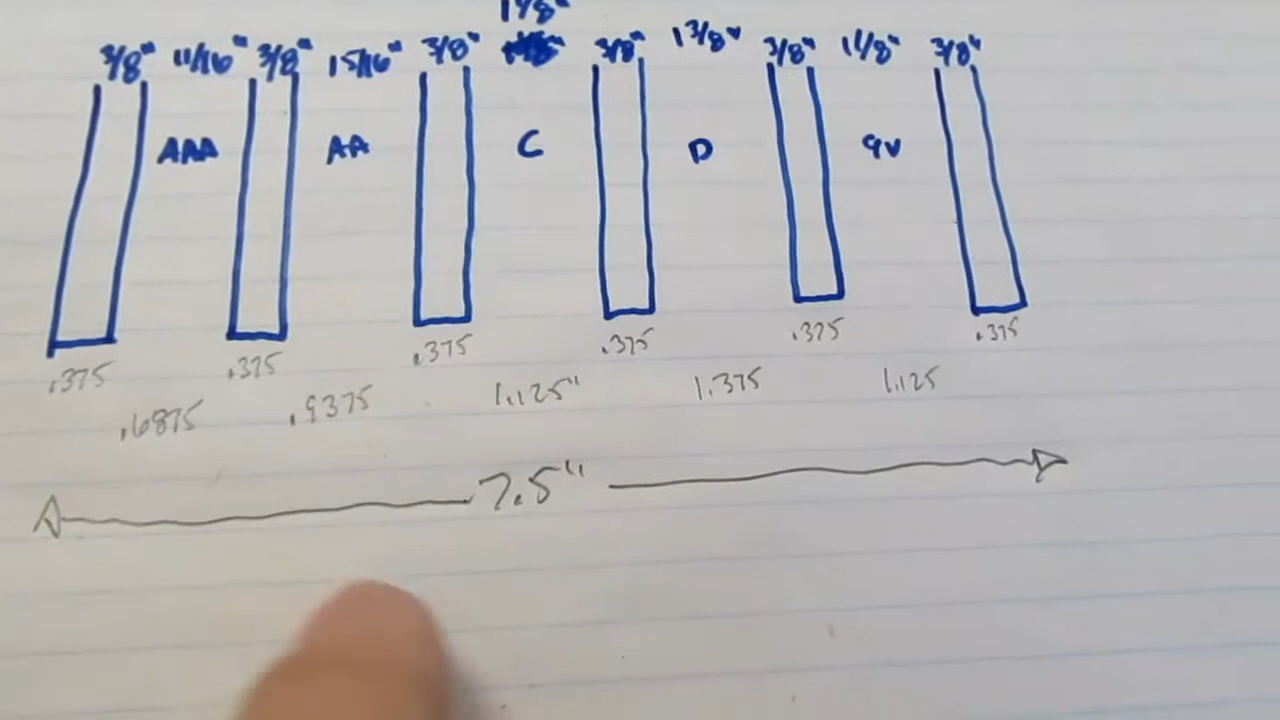 1 1/8"
3/8" 11/16" 3/8" 15/16" 3/8" 3/8" 1 3/8" 3/8" 1 1/8" 3/8"
AAA AA C D 9V
.375 .375 .375 .375 .375 .375
.6875 .9375 1.125" 1.375 1.125
7.5"